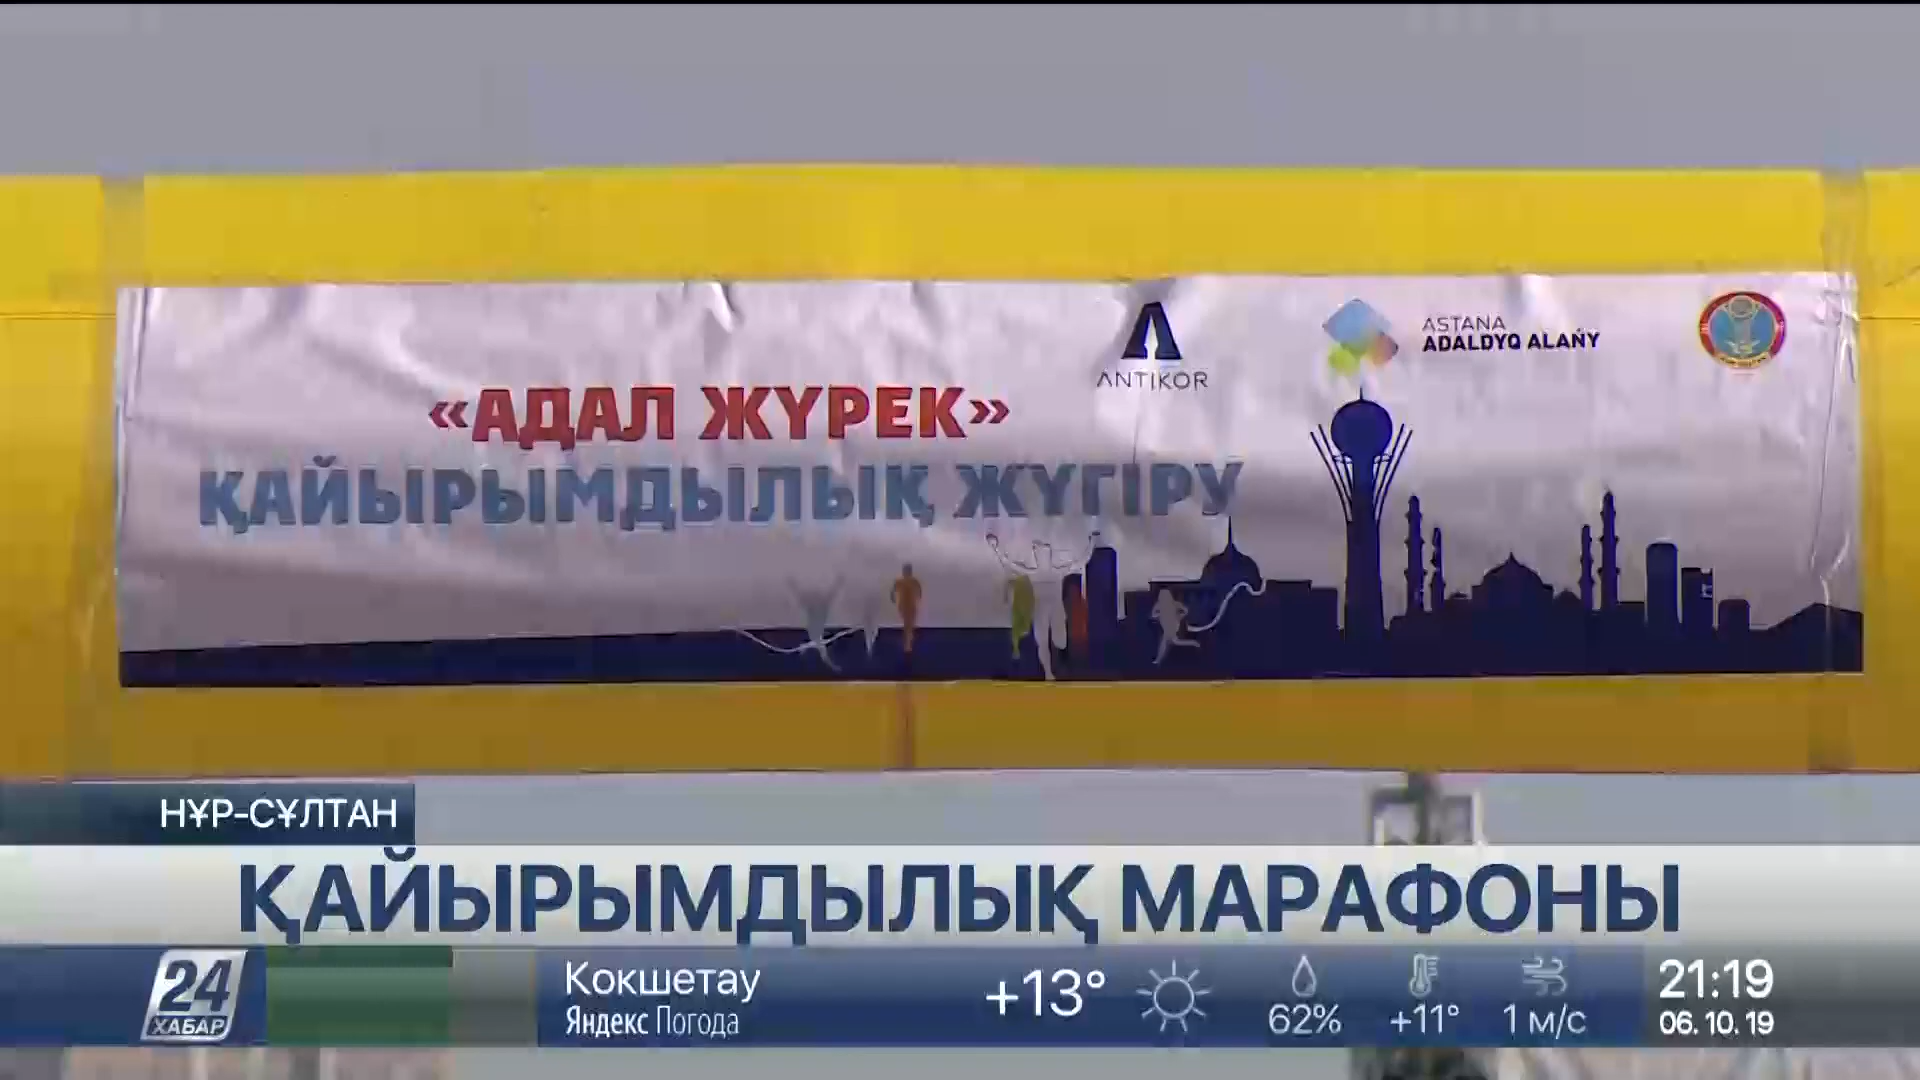 ANTIKOR
ASTANA
ADALDYQ ALAŃY
«АДАЛ ЖҮРЕК»
ҚАЙЫРЫМДЫЛЫҚ ЖҮГІРУ
НҰР-СҰЛТАН
ҚАЙЫРЫМДЫЛЫҚ МАРАФОНЫ
24
ХАБАР
Кокшетау
Яндекс Погода
+13°
62%
+11°
1 м/с
21:19
06. 10. 19